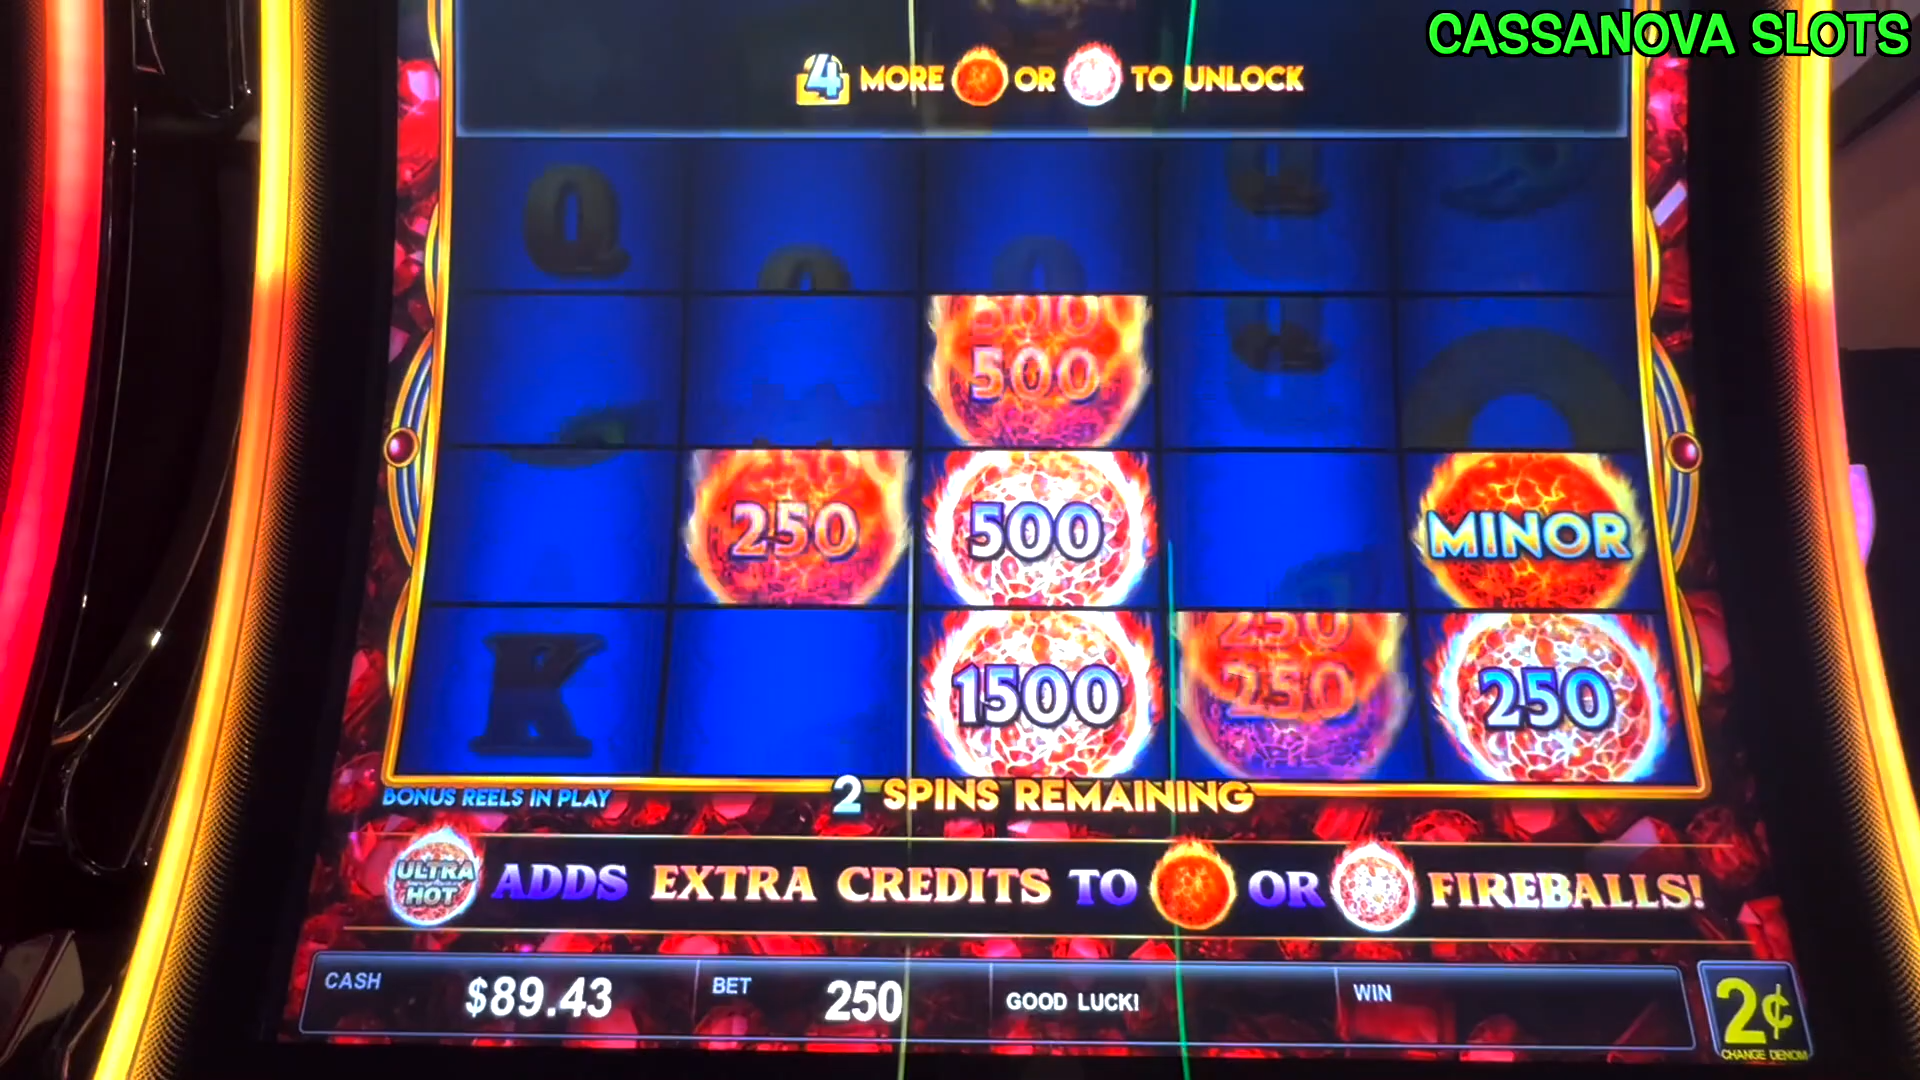 CASSANOVA SLOTS
4 MORE OR TO UNLOCK
Q
500
500
250
500
MINOR
K
1500
250
250
250
BONUS REELS IN PLAY
2 SPINS REMAINING
ULTRA HOT ADDS EXTRA CREDITS TO OR FIREBALLS!
CASH $89.43
BET 250
GOOD LUCK!
WIN
2¢
CHANGE DENOM